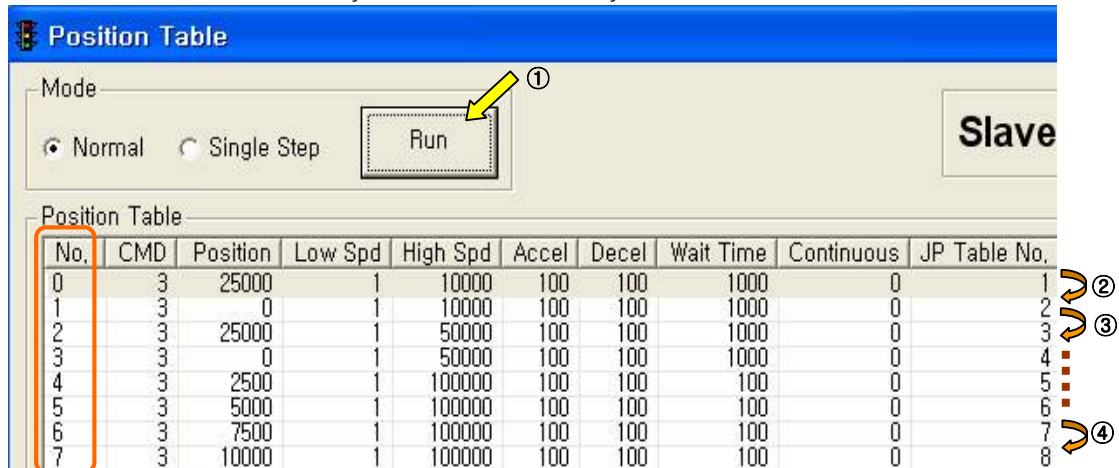 Position Table
Mode
Normal Single Step Run
①
Slave
Position Table
No. CMD Position Low Spd High Spd Accel Decel Wait Time Continuous JP Table No.
0 3 25000 1 10000 100 100 1000 0 1
②
1 3 0 1 10000 100 100 1000 0 2
③
2 3 25000 1 50000 100 100 1000 0 3
3 3 0 1 50000 100 100 1000 0 4
4 3 2500 1 100000 100 100 100 0 5
5 3 5000 1 100000 100 100 100 0 6
6 3 7500 1 100000 100 100 100 0 7
④
7 3 10000 1 100000 100 100 100 0 8